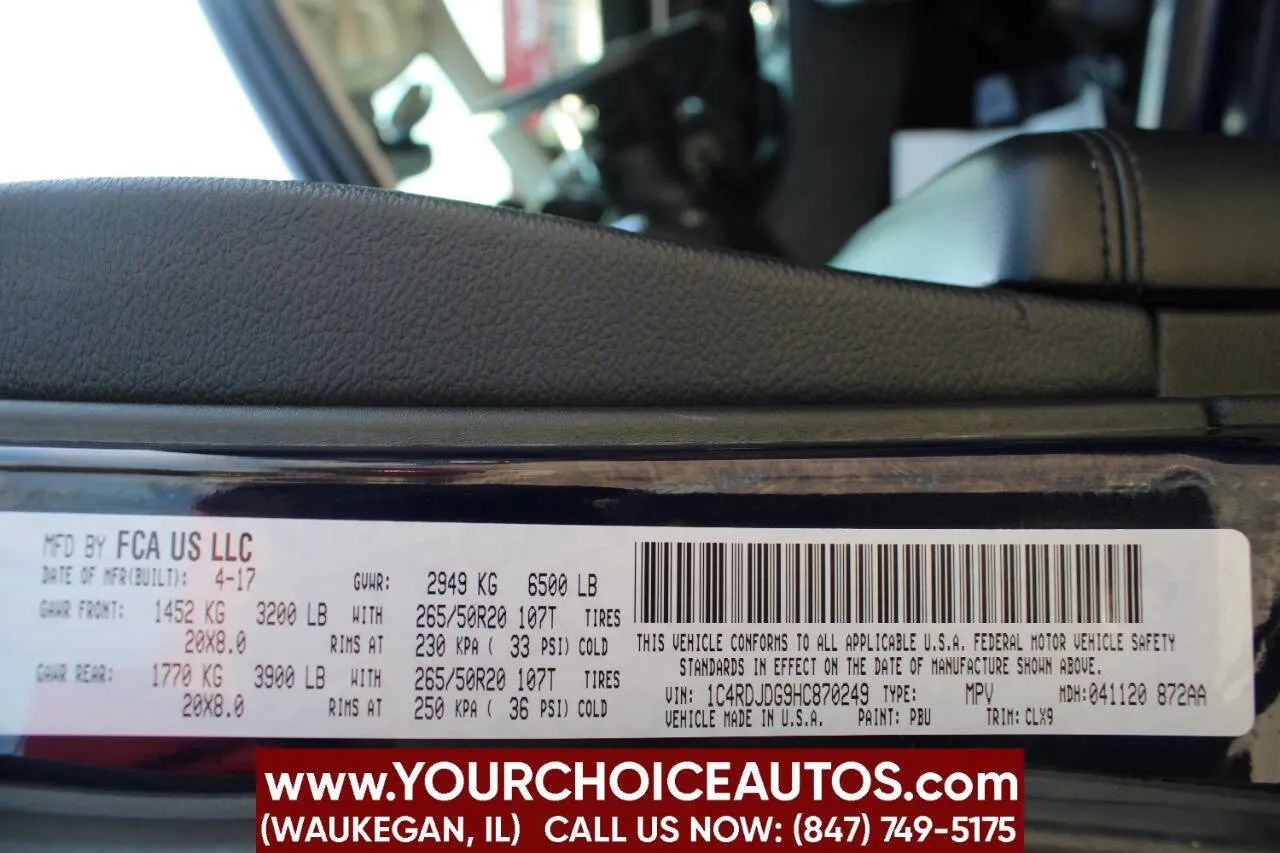 MFD BY FCA US LLC
DATE OF MFR(BUILT): 4-17 GVWR: 2949 KG 6500 LB
GAWR FRONT: 1452 KG 3200 LB WITH 265/50R20 107T TIRES
20X8.0 RIMS AT 230 KPA ( 33 PSI) COLD
GAWR REAR: 1770 KG 3900 LB WITH 265/50R20 107T TIRES
20X8.0 RIMS AT 250 KPA ( 36 PSI) COLD
THIS VEHICLE CONFORMS TO ALL APPLICABLE U.S.A. FEDERAL MOTOR VEHICLE SAFETY
STANDARDS IN EFFECT ON THE DATE OF MANUFACTURE SHOWN ABOVE.
VIN: 1C4RDJDG9HC870249 TYPE: MPV MDH:041120 872AA
VEHICLE MADE IN U.S.A. PAINT: PBU TRIM: CLX9
www.YOURCHOICEAUTOS.com
(WAUKEGAN, IL) CALL US NOW: (847) 749-5175